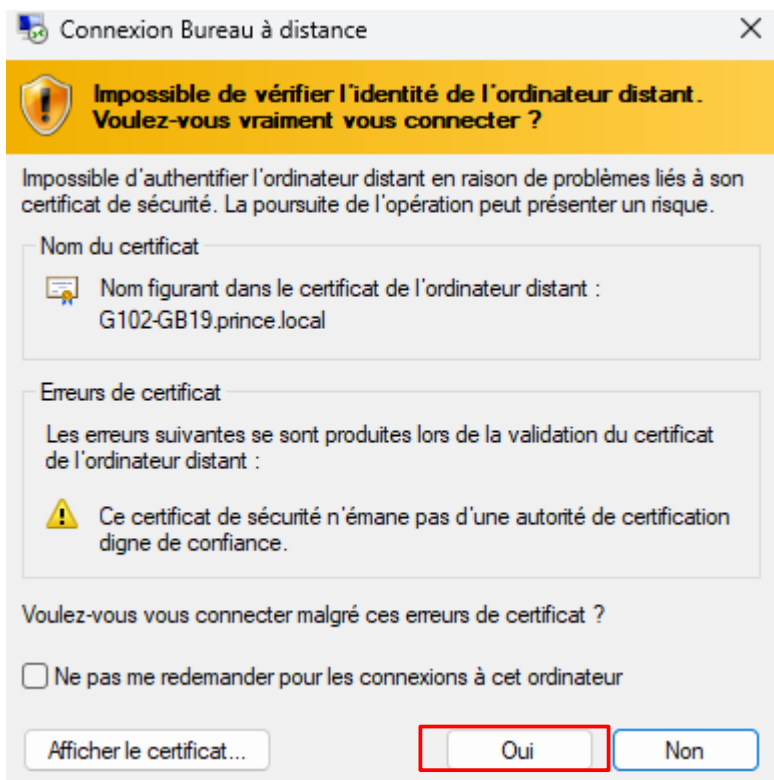 Connexion Bureau à distance
Impossible de vérifier l'identité de l'ordinateur distant.
Voulez-vous vraiment vous connecter ?
Impossible d'authentifier l'ordinateur distant en raison de problèmes liés à son
certificat de sécurité. La poursuite de l'opération peut présenter un risque.
Nom du certificat
Nom figurant dans le certificat de l'ordinateur distant :
G102-GB19.prince.local
Erreurs de certificat
Les erreurs suivantes se sont produites lors de la validation du certificat
de l'ordinateur distant :
Ce certificat de sécurité n'émane pas d'une autorité de certification
digne de confiance.
Voulez-vous vous connecter malgré ces erreurs de certificat ?
Ne pas me redemander pour les connexions à cet ordinateur
Afficher le certificat... Oui Non